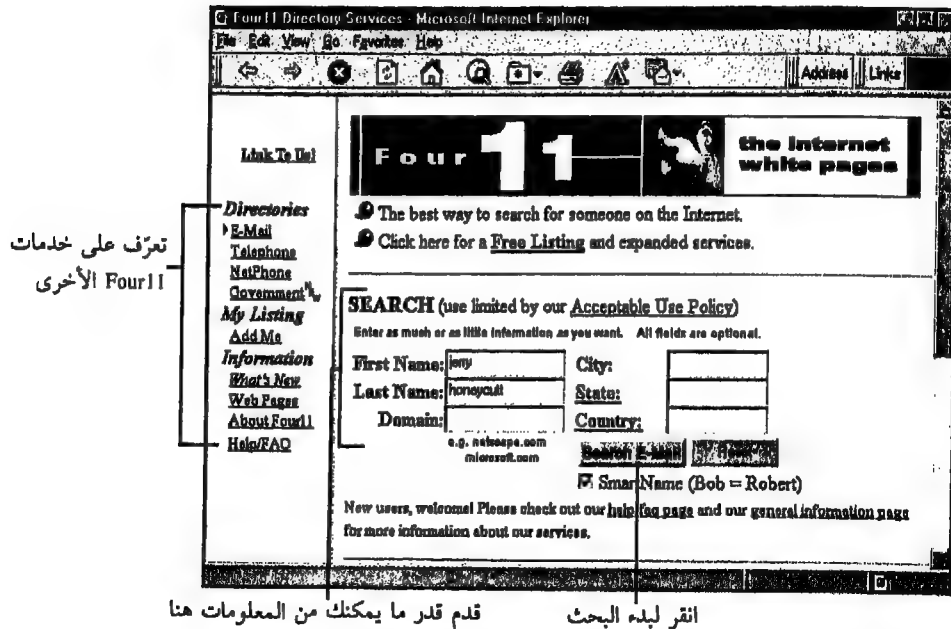 Four11 Directory Services - Microsoft Internet Explorer
File Edit View Go Favorites Help
Address Links
Link To Us!
Four 11
the internet
white pages
The best way to search for someone on the Internet.
Click here for a Free Listing and expanded services.
Directories
E-Mail
Telephone
NetPhone
Government New
My Listing
Add Me
Information
What's New
Web Pages
About Four11
Help/FAQ
تعرّف على خدمات
Four11 الأخرى
SEARCH (use limited by our Acceptable Use Policy)
Enter as much or as little information as you want. All fields are optional.
First Name: jerry City:
Last Name: honeycutt State:
Domain: Country:
e.g. netscape.com
microsoft.com
Search E-Mail Reset
SmartName (Bob = Robert)
New users, welcome! Please check out our help/faq page and our general information page
for more information about our services.
قدم قدر ما يمكنك من المعلومات هنا
انقر لبدء البحث